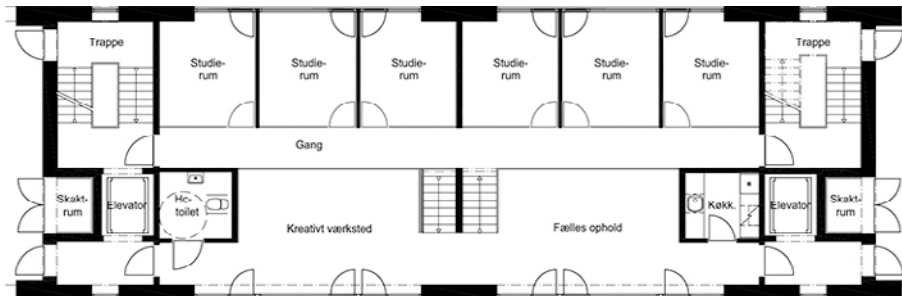 Trappe
Studie-
rum
Studie-
rum
Studie-
rum
Studie-
rum
Studie-
rum
Studie-
rum
Trappe
Gang
Skakt-
rum
Elevator
Hc-
toilet
Kreativt værksted
Fælles ophold
Køkk.
Elevator
Skakt-
rum